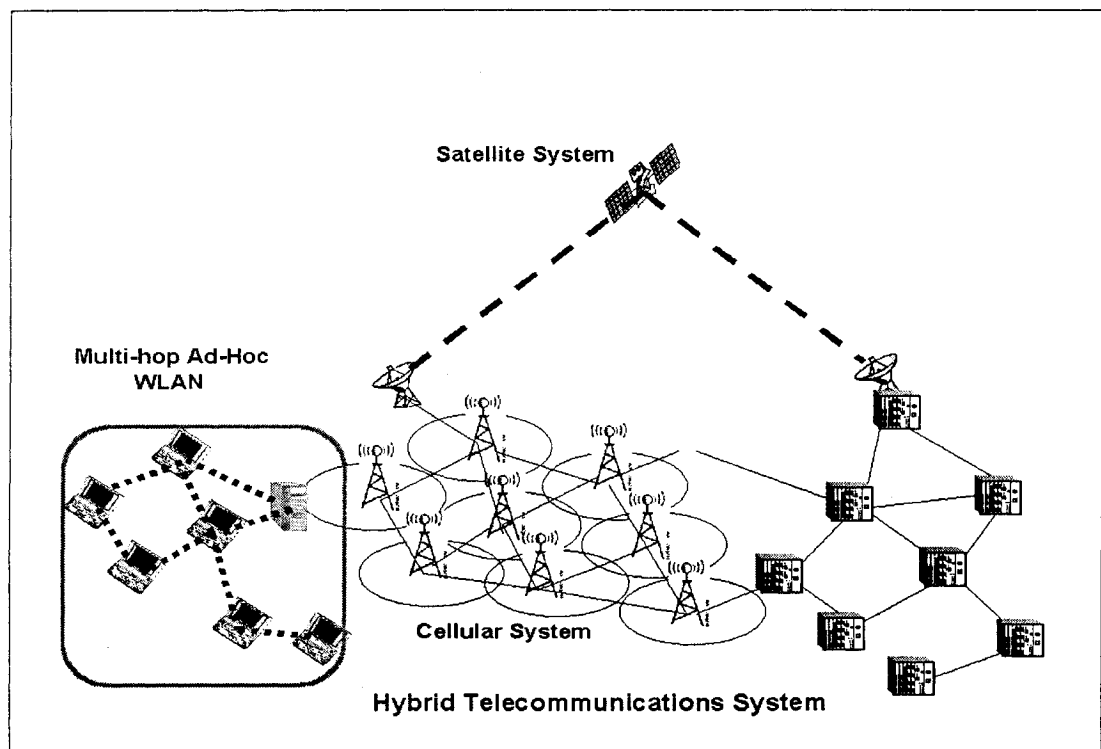 Satellite System
Multi-hop Ad-Hoc
WLAN
Cellular System
Hybrid Telecommunications System